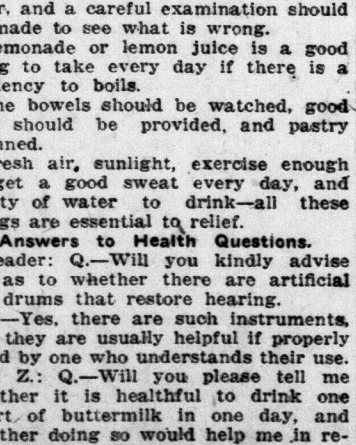 r, and a careful examination should
made to see what is wrong.
emonade or lemon juice is a good
g to take every day if there is a
ency to boils.
he bowels should be watched, good
should be provided, and pastry
nned.
resh air, sunlight, exercise enough
get a good sweat every day, and
ty of water to drink—all these
gs are essential to relief.
Answers to Health Questions.
eader: Q.—Will you kindly advise
as to whether there are artificial
drums that restore hearing.
—Yes, there are such instruments,
they are usually helpful if properly
d by one who understands their use.
Z.: Q.—Will you please tell me
ther it is healthful to drink one
rt of buttermilk in one day, and
ther doing so would help me in re-